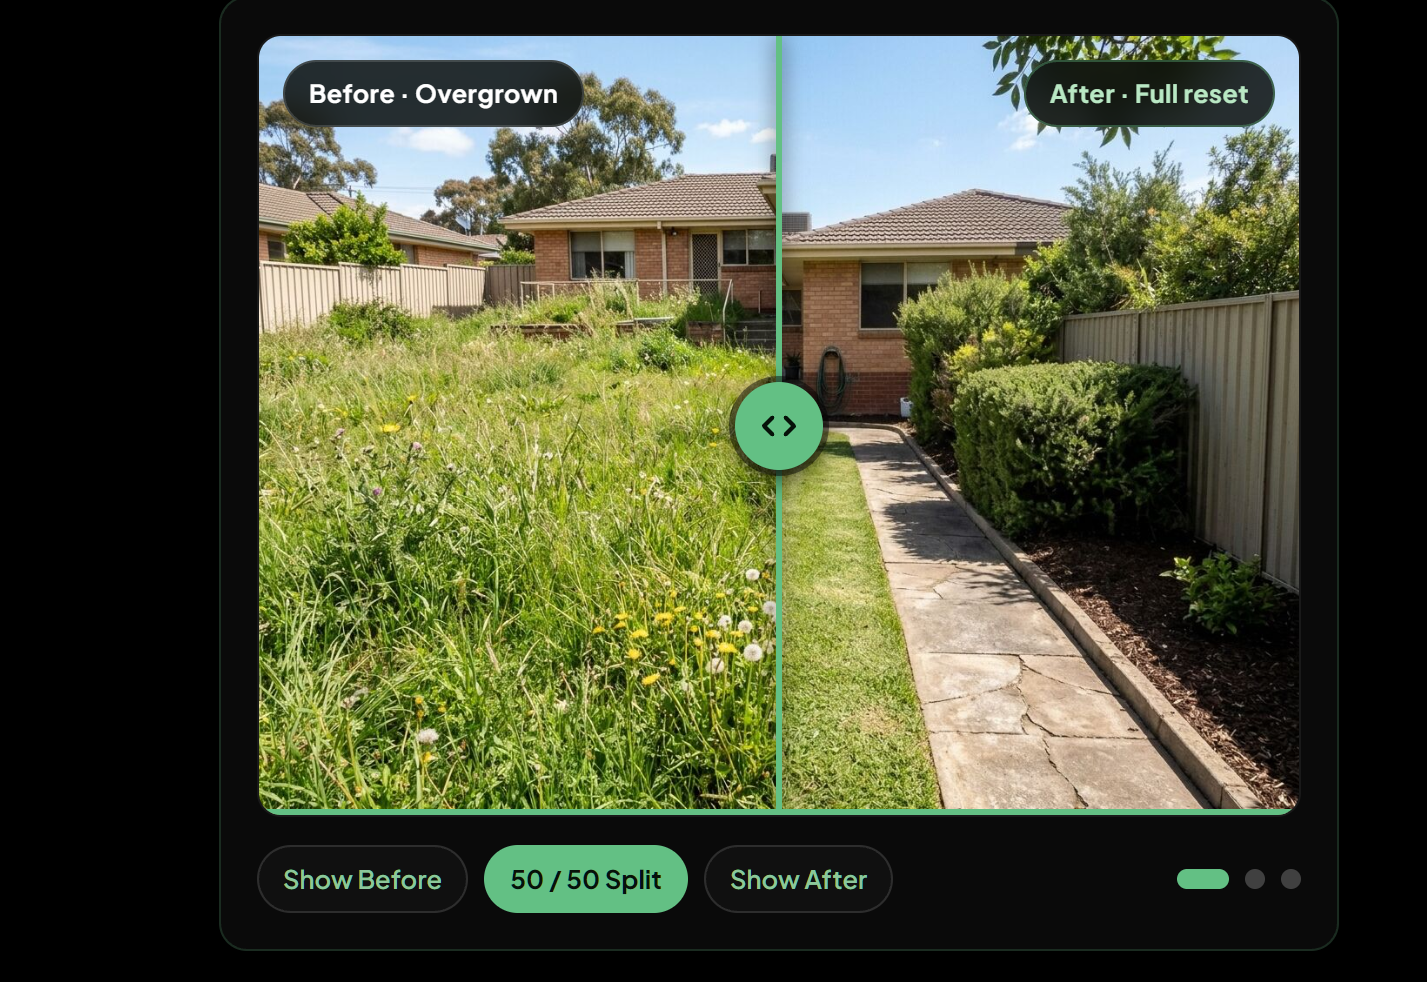 Before · Overgrown
After · Full reset
Show Before
50 / 50 Split
Show After